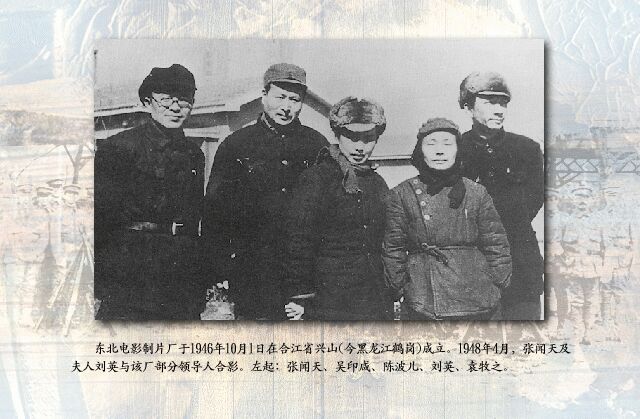 东北电影制片厂于1946年10月1日在合江省兴山(今黑龙江鹤岗)成立。1948年4月，张闻天及
夫人刘英与该厂部分领导人合影。左起：张闻天、吴印咸、陈波儿、刘英、袁牧之。